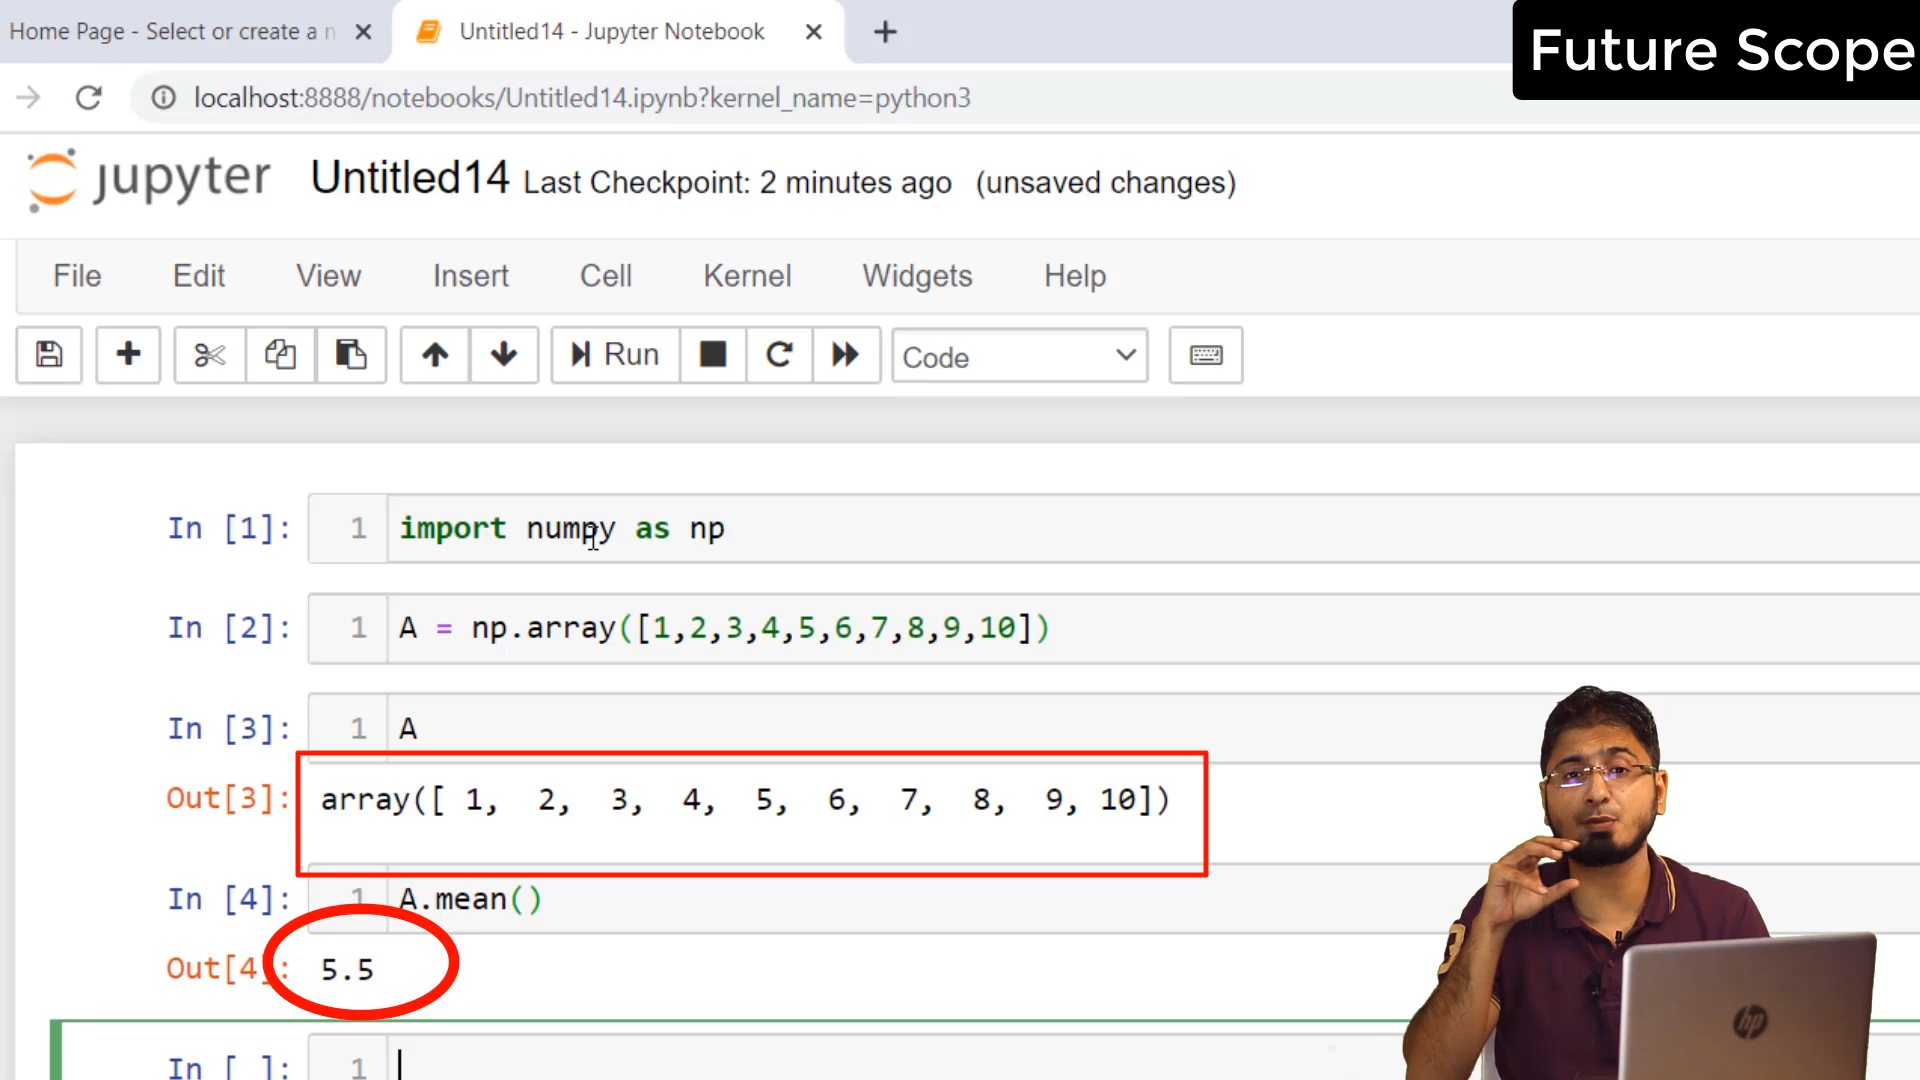 Home Page - Select or create a n
Untitled14 - Jupyter Notebook
Future Scope
localhost:8888/notebooks/Untitled14.ipynb?kernel_name=python3
jupyter Untitled14 Last Checkpoint: 2 minutes ago (unsaved changes)
File Edit View Insert Cell Kernel Widgets Help
Run Code
In [1]: 1 import numpy as np
In [2]: 1 A = np.array([1,2,3,4,5,6,7,8,9,10])
In [3]: 1 A
Out[3]: array([ 1, 2, 3, 4, 5, 6, 7, 8, 9, 10])
In [4]: 1 A.mean()
Out[4]: 5.5
In [ ]: 1
hp